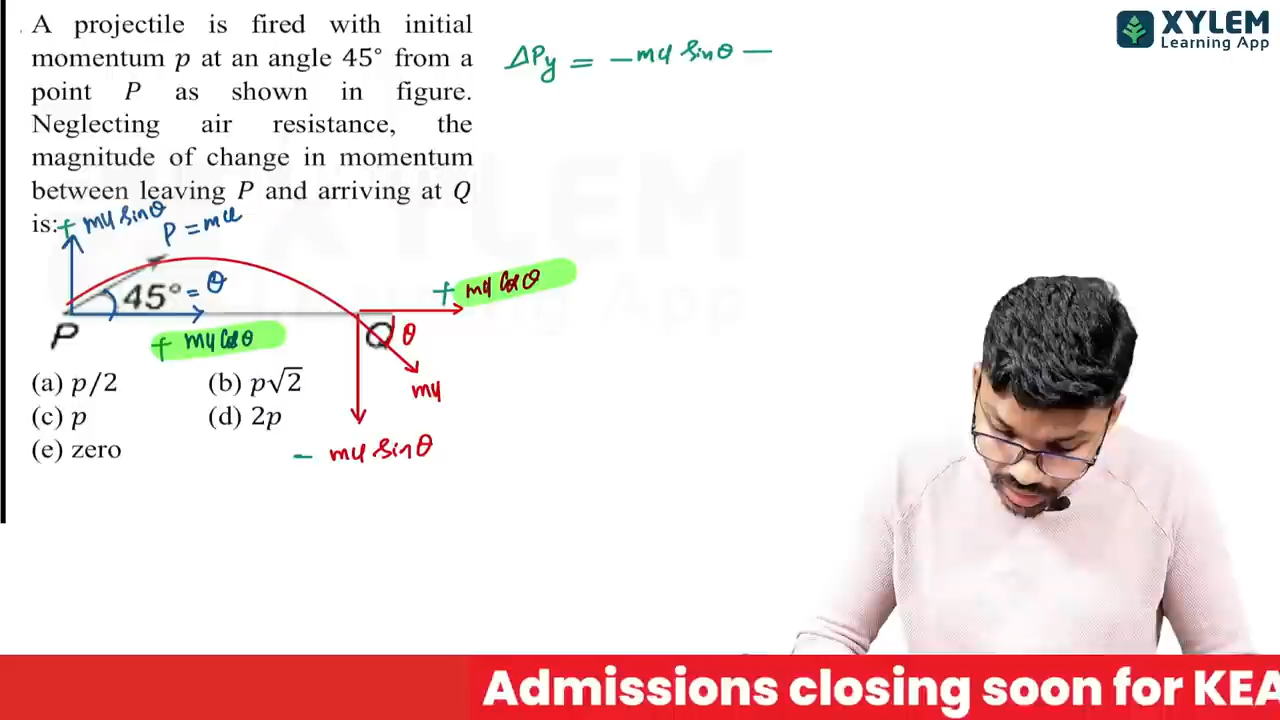 A projectile is fired with initial
momentum p at an angle 45° from a
point P as shown in figure.
Neglecting air resistance, the
magnitude of change in momentum
between leaving P and arriving at Q
is:
+ mu sinθ
P = mu
45° = θ
P
+ mu cosθ
+ mu cosθ
Q
θ
mu
- mu sinθ
(a) p/2
(b) p√2
(c) p
(d) 2p
(e) zero
ΔPy = -mu sinθ -
XYLEM
Learning App
XYLEM
Learning App
Admissions closing soon for KEA